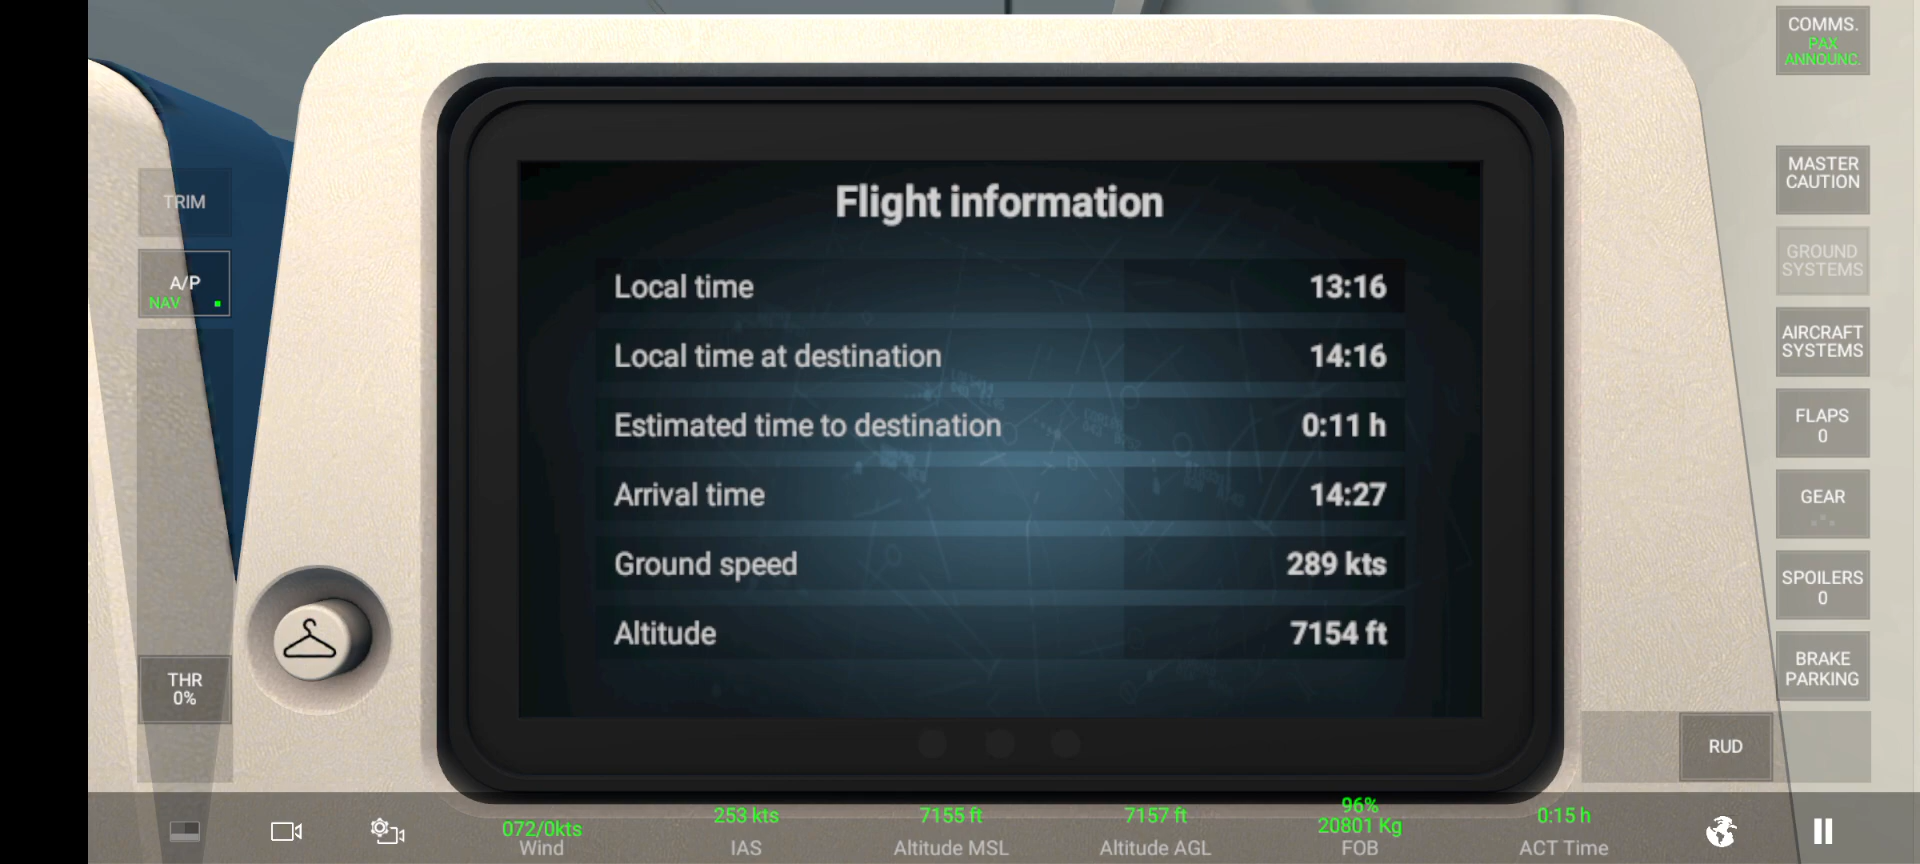 COMMS.
PAX
ANNOUNC.
MASTER
CAUTION
GROUND
SYSTEMS
AIRCRAFT
SYSTEMS
FLAPS
0
GEAR
SPOILERS
0
BRAKE
PARKING
RUD
TRIM
A/P
NAV
THR
0%
Flight information
Local time 13:16
Local time at destination 14:16
Estimated time to destination 0:11 h
Arrival time 14:27
Ground speed 289 kts
Altitude 7154 ft
072/0kts
Wind
253 kts
IAS
7155 ft
Altitude MSL
7157 ft
Altitude AGL
96%
20801 Kg
FOB
0:15 h
ACT Time